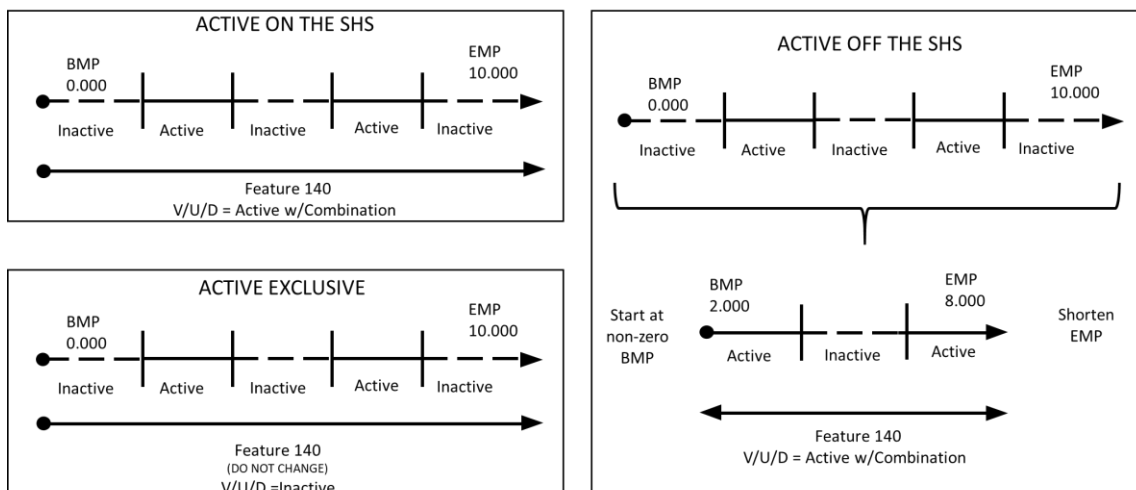 ACTIVE ON THE SHS
BMP
0.000
EMP
10.000
Inactive Active Inactive Active Inactive
Feature 140
V/U/D = Active w/Combination
ACTIVE EXCLUSIVE
BMP
0.000
EMP
10.000
Inactive Active Inactive Active Inactive
Feature 140
(DO NOT CHANGE)
V/U/D =Inactive
ACTIVE OFF THE SHS
BMP
0.000
EMP
10.000
Inactive Active Inactive Active Inactive
Start at
non-zero
BMP
BMP
2.000
EMP
8.000
Active Inactive Active
Shorten
EMP
Feature 140
V/U/D = Active w/Combination